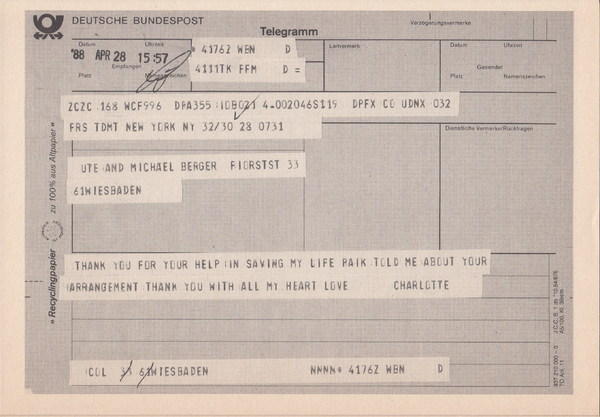 DEUTSCHE BUNDESPOST
Verzögerungsvermerke
Telegramm
Datum Uhrzeit
'88 APR 28 15:57
Empfangen
Platz Namenszeichen
* 4176Z WBN D
4111TK FFM D =
Leitvermerk
Datum Uhrzeit
Gesendet
Platz Namenszeichen
ZCZC 168 WCF996 DPA355 IDB021 4-002046S119 DPFX CO UDNX 032
FRS TDMT NEW YORK NY 32/30 28 0731
Dienstliche Vermerke/Rückfragen
UTE AND MICHAEL BERGER FIORSTST 33
61WIESBADEN
THANK YOU FOR YOUR HELP IN SAVING MY LIFE PAIK TOLD ME ABOUT YOUR
ARRANGEMENT THANK YOU WITH ALL MY HEART LOVE CHARLOTTE
COL 33 61WIESBADEN NNNN* 4176Z WBN D
» Recyclingpapier zu 100% aus Altpapier «